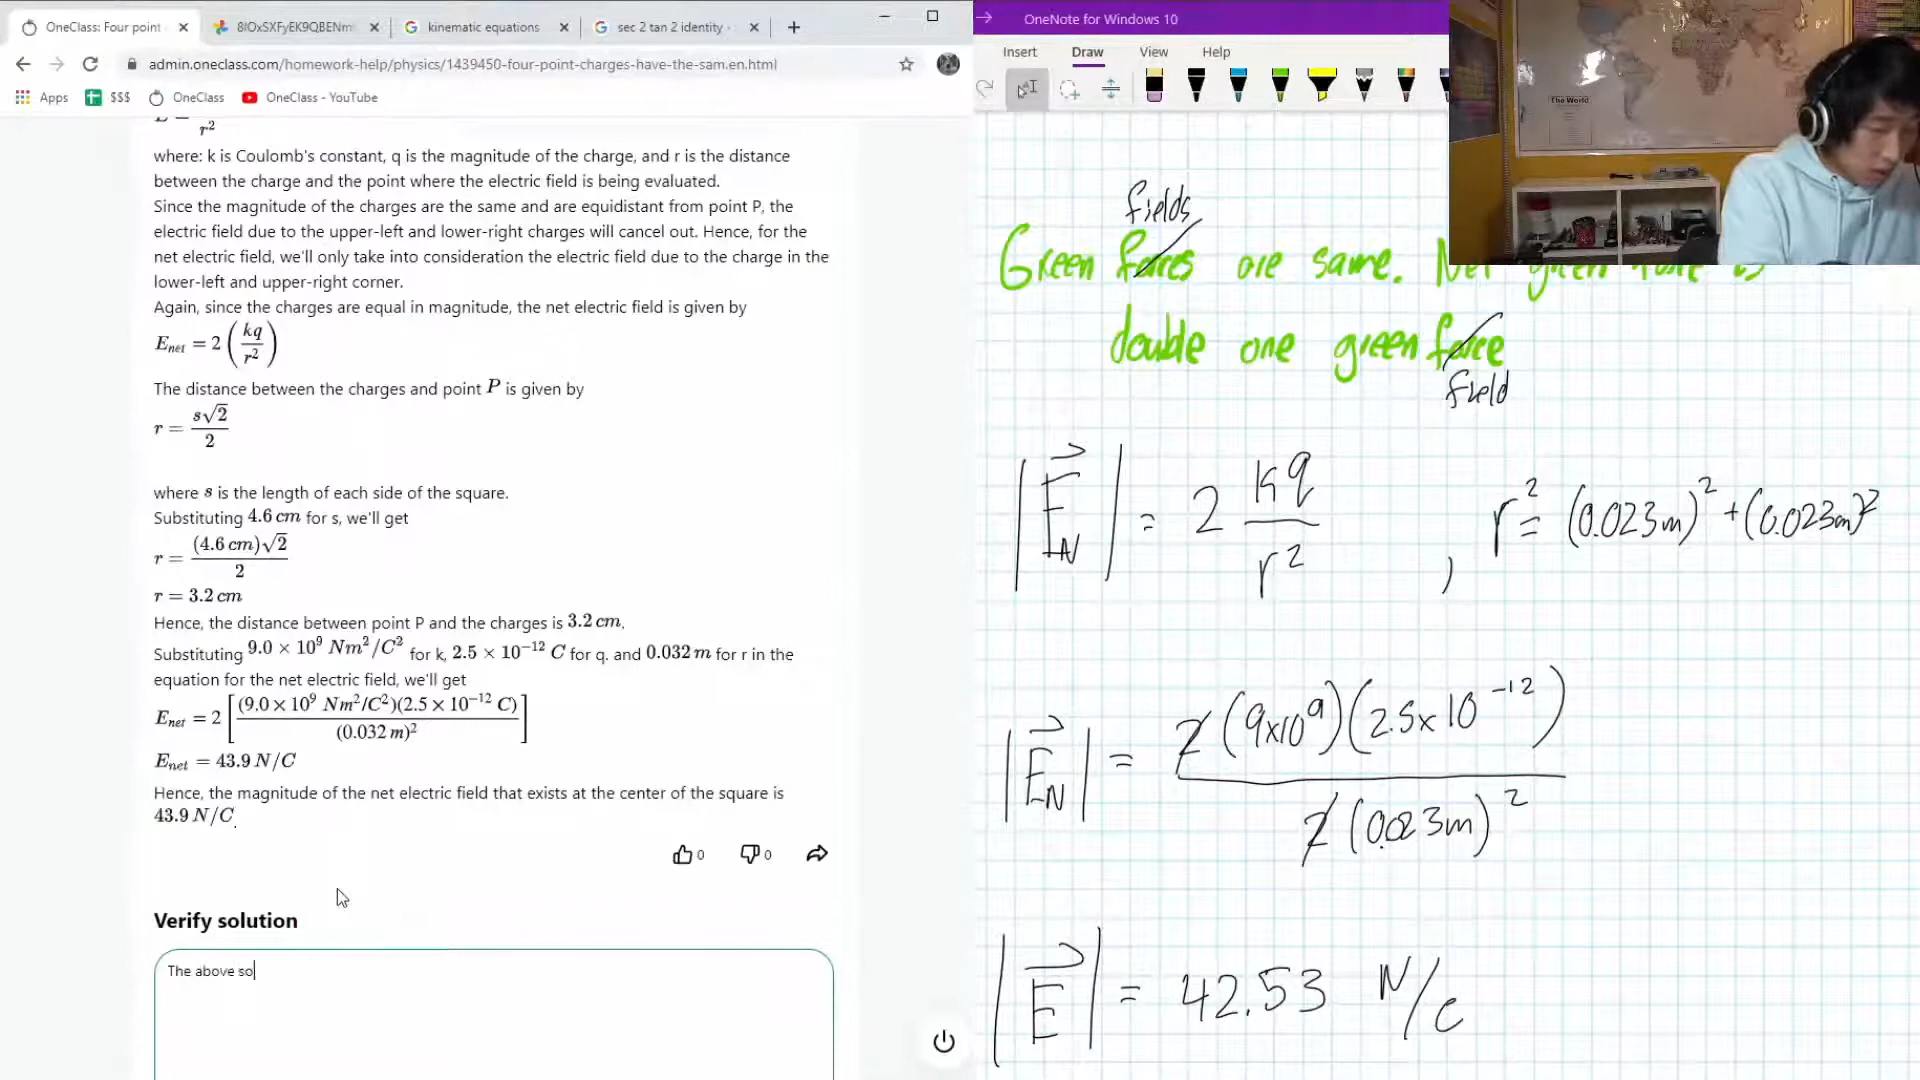 OneClass: Four point
8IOxSXFyEK9QBENm
kinematic equations
sec 2 tan 2 identity -
admin.oneclass.com/homework-help/physics/1439450-four-point-charges-have-the-sam.en.html
Apps
$$$
OneClass
OneClass - YouTube
r²
where: k is Coulomb's constant, q is the magnitude of the charge, and r is the distance
between the charge and the point where the electric field is being evaluated.
Since the magnitude of the charges are the same and are equidistant from point P, the
electric field due to the upper-left and lower-right charges will cancel out. Hence, for the
net electric field, we'll only take into consideration the electric field due to the charge in the
lower-left and upper-right corner.
Again, since the charges are equal in magnitude, the net electric field is given by
E_net = 2 (kq/r²)
The distance between the charges and point P is given by
r = s√2/2
where s is the length of each side of the square.
Substituting 4.6 cm for s, we'll get
r = (4.6 cm)√2/2
r = 3.2 cm
Hence, the distance between point P and the charges is 3.2 cm.
Substituting 9.0 × 10⁹ Nm²/C² for k, 2.5 × 10⁻¹² C for q. and 0.032 m for r in the
equation for the net electric field, we'll get
E_net = 2 [(9.0 × 10⁹ Nm²/C²)(2.5 × 10⁻¹² C)/(0.032 m)²]
E_net = 43.9 N/C
Hence, the magnitude of the net electric field that exists at the center of the square is
43.9 N/C.
0
0
Verify solution
The above so
OneNote for Windows 10
Insert
Draw
View
Help
The World
fields
Green forces are same. Net green force is
double one green force
field
|E_N| = 2 kq/r² , r² = (0.023m)² + (0.023m)²
|E_N| = 2(9x10⁹)(2.5x10⁻¹²)/2(0.023m)²
|E| = 42.53 N/C